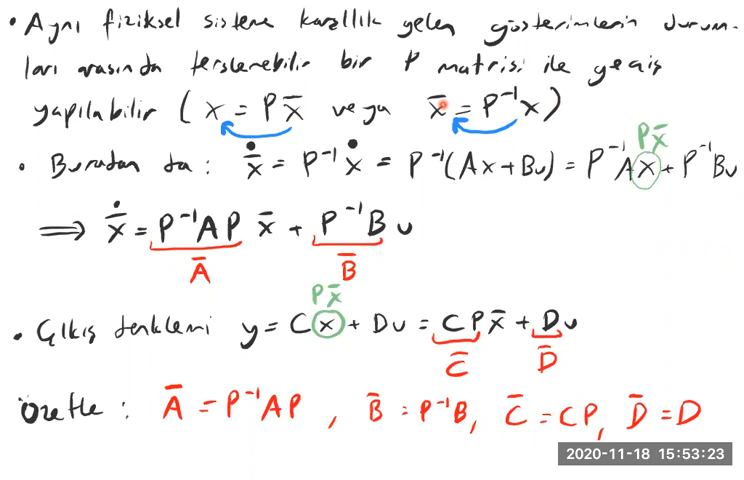 • Aynı fiziksel sisteme karşılık gelen gösterimlerin durum-
ları arasında terslenebilir bir P matrisi ile geçiş
yapılabilir ( x = P x̄ veya x̄ = P⁻¹x )
Px̄
• Buradan da : ẋ̄ = P⁻¹ẋ = P⁻¹(Ax + Bu) = P⁻¹Ax + P⁻¹Bu
⟹ ẋ̄ = P⁻¹AP x̄ + P⁻¹B u
Ā B̄
Px̄
• Çıkış denklemi y = Cx + Du = CPx̄ + Du
C̄ D̄
Özetle : Ā = P⁻¹AP , B̄ = P⁻¹B, C̄ = CP, D̄ = D
2020-11-18 15:53:23